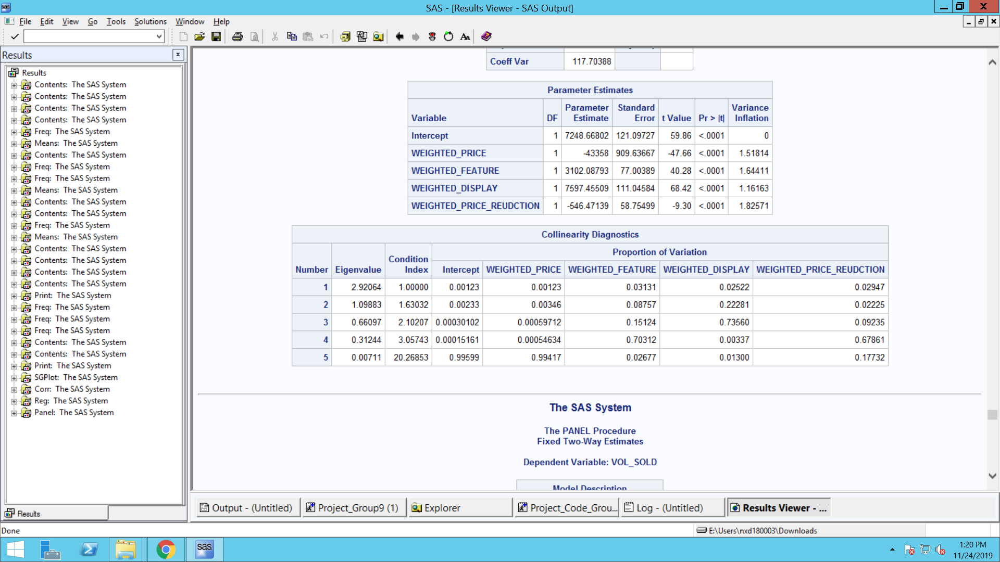 SAS - [Results Viewer - SAS Output]
File Edit View Go Tools Solutions Window Help
Results
Results
Contents: The SAS System
Contents: The SAS System
Contents: The SAS System
Contents: The SAS System
Freq: The SAS System
Means: The SAS System
Contents: The SAS System
Freq: The SAS System
Freq: The SAS System
Means: The SAS System
Contents: The SAS System
Contents: The SAS System
Freq: The SAS System
Means: The SAS System
Contents: The SAS System
Contents: The SAS System
Contents: The SAS System
Contents: The SAS System
Print: The SAS System
Freq: The SAS System
Freq: The SAS System
Freq: The SAS System
Contents: The SAS System
Contents: The SAS System
Print: The SAS System
SGPlot: The SAS System
Corr: The SAS System
Reg: The SAS System
Panel: The SAS System
Results
Coeff Var 117.70388
Parameter Estimates
Variable DF Parameter Estimate Standard Error t Value Pr > |t| Variance Inflation
Intercept 1 7248.66802 121.09727 59.86 <.0001 0
WEIGHTED_PRICE 1 -43358 909.63667 -47.66 <.0001 1.51814
WEIGHTED_FEATURE 1 3102.08793 77.00389 40.28 <.0001 1.64411
WEIGHTED_DISPLAY 1 7597.45509 111.04584 68.42 <.0001 1.16163
WEIGHTED_PRICE_REUDCTION 1 -546.47139 58.75499 -9.30 <.0001 1.82571
Collinearity Diagnostics
Number Eigenvalue Condition Index Proportion of Variation
Intercept WEIGHTED_PRICE WEIGHTED_FEATURE WEIGHTED_DISPLAY WEIGHTED_PRICE_REUDCTION
1 2.92064 1.00000 0.00123 0.00123 0.03131 0.02522 0.02947
2 1.09883 1.63032 0.00233 0.00346 0.08757 0.22281 0.02225
3 0.66097 2.10207 0.00030102 0.00059712 0.15124 0.73560 0.09235
4 0.31244 3.05743 0.00015161 0.00054634 0.70312 0.00337 0.67861
5 0.00711 20.26853 0.99599 0.99417 0.02677 0.01300 0.17732
The SAS System
The PANEL Procedure
Fixed Two-Way Estimates
Dependent Variable: VOL_SOLD
Model Description
Output - (Untitled) Project_Group9 (1) Explorer Project_Code_Grou... Log - (Untitled) Results Viewer - ...
Done
E:\Users\nxd180003\Downloads
sas
1:20 PM
11/24/2019